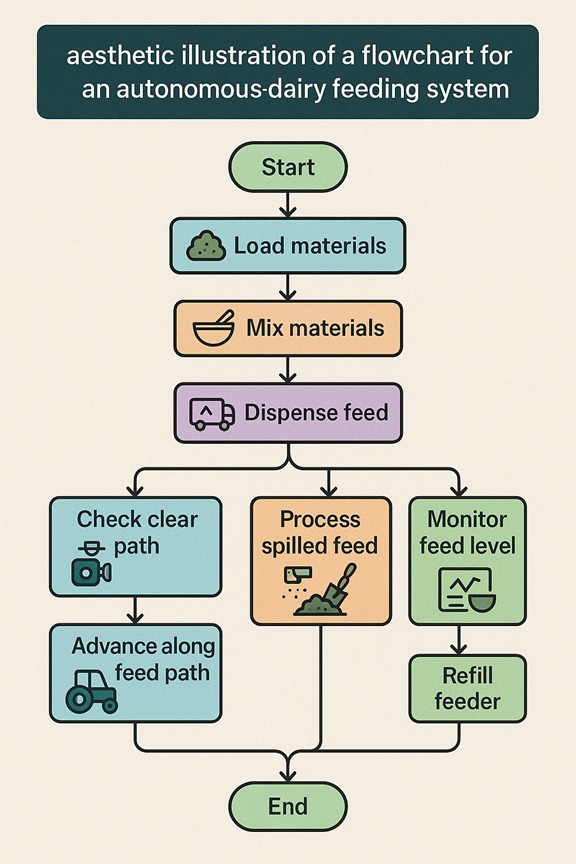 aesthetic illustration of a flowchart for
an autonomous-dairy feeding system
Start
Load materials
Mix materials
Dispense feed
Check clear
path
Advance along
feed path
Process
spilled feed
Monitor
feed level
Refill
feeder
End